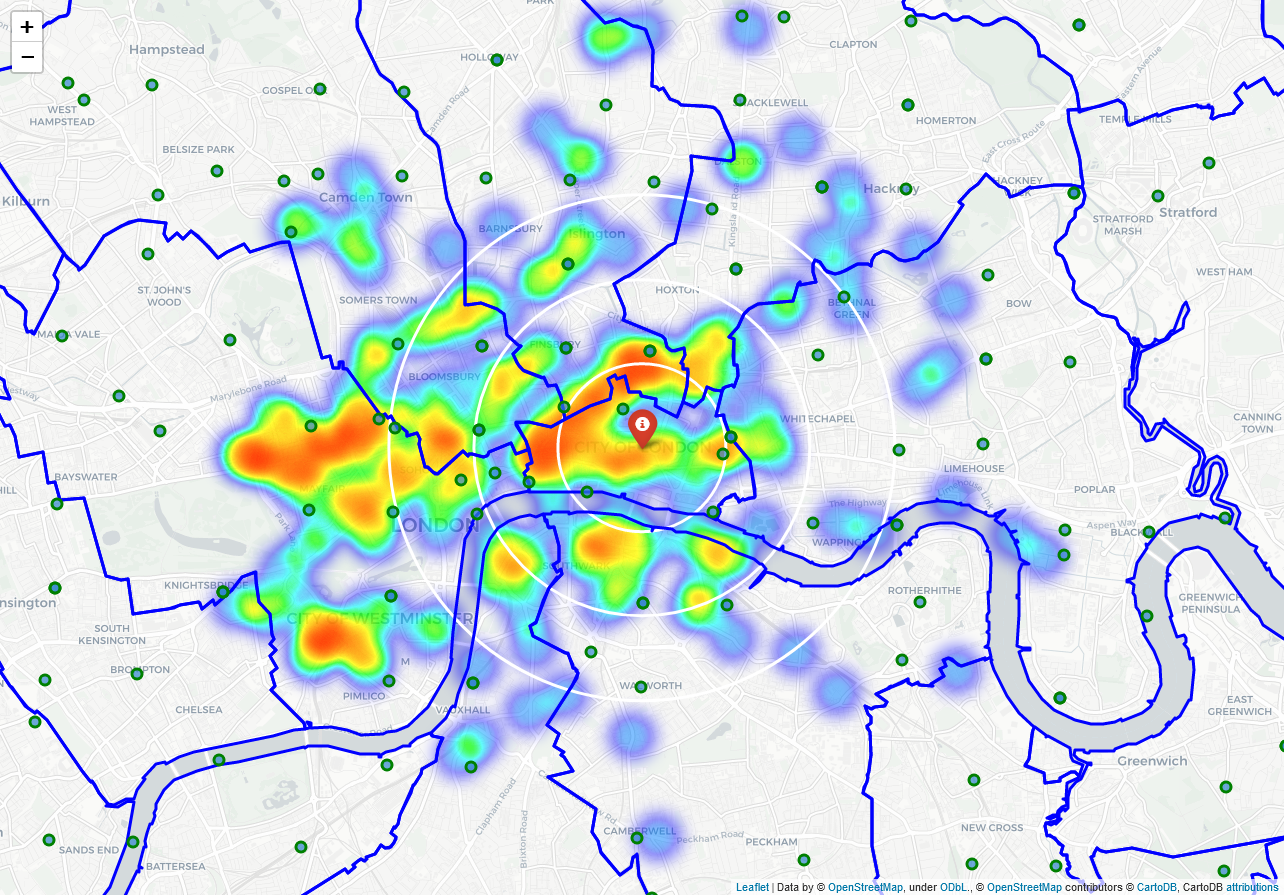 PARK
+
−
Hampstead
HOLLOWAY
CLAPTON
GOSPEL O
WEST
HAMPSTEAD
Camden Road
SHACKLEWELL
HOMERTON
Eastern Avenue
TEMPLE MILLS
East Cross Route
BELSIZE PARK
DALSTON
Kilburn
Camden Town
Hackney
HACKNEY
WICK
Kingsland Road
STRATFORD
MARSH
Stratford
BARNSBURY
Islington
ST. JOHN'S
WOOD
SOMERS TOWN
HOXTON
BETHNAL
GREEN
BOW
WEST HAM
MAIDA VALE
FINSBURY
Westway
Marylebone Road
BLOOMSBURY
WHITECHAPEL
CANNING
TOWN
CITY OF LONDON
BAYSWATER
HILL
SOHO
MAYFAIR
LIMEHOUSE
Limehouse Link
POPLAR
The Highway
Park Lane
LONDON
WAPPING
Aspen Way
BLACKWALL
SOUTHWARK
KNIGHTSBRIDGE
nsington
ROTHERHITHE
GREENWICH
PENINSULA
CITY OF WESTMINSTER
SOUTH
KENSINGTON
M
BROMPTON
PIMLICO
WALWORTH
CHELSEA
VAUXHALL
EAST
GREENWICH
Greenwich
Clapham Road
Brixton Road
CAMBERWELL
Peckham Road
PECKHAM
NEW CROSS
SANDS END
BATTERSEA
Leaflet | Data by © OpenStreetMap, under ODbL., © OpenStreetMap contributors © CartoDB, CartoDB attributions